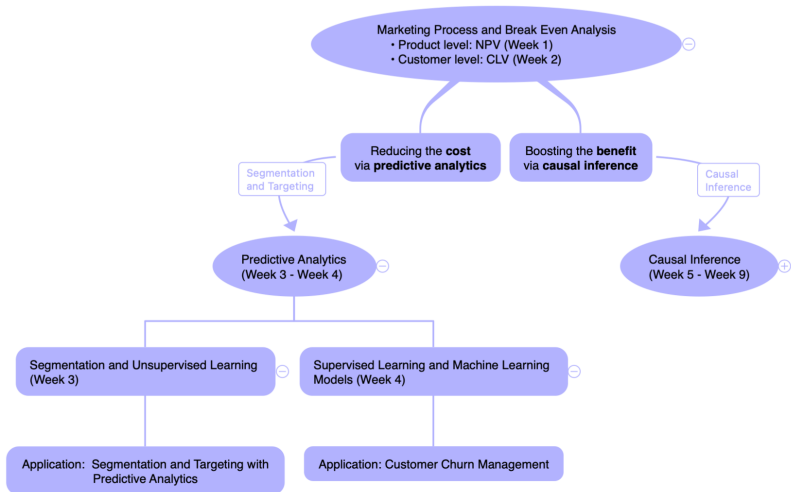 Marketing Process and Break Even Analysis
• Product level: NPV (Week 1)
• Customer level: CLV (Week 2)
Reducing the cost
via predictive analytics
Boosting the benefit
via causal inference
Segmentation
and Targeting
Causal
Inference
Predictive Analytics
(Week 3 - Week 4)
Causal Inference
(Week 5 - Week 9)
Segmentation and Unsupervised Learning
(Week 3)
Supervised Learning and Machine Learning
Models (Week 4)
Application:  Segmentation and Targeting with
Predictive Analytics
Application: Customer Churn Management